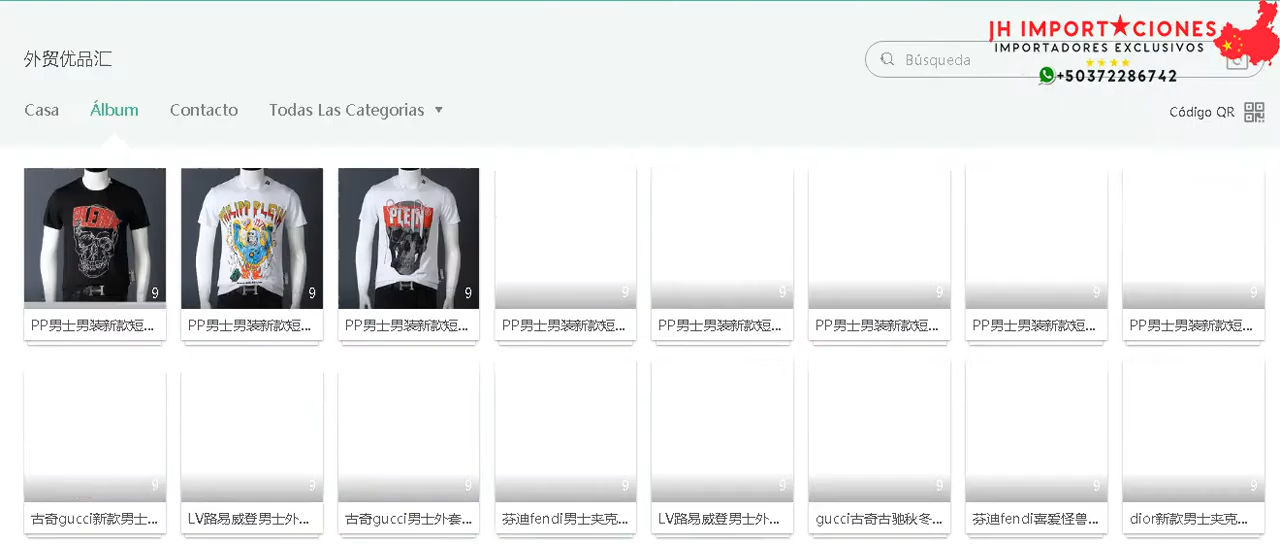 JH IMPORT★CIONES
外贸优品汇
IMPORTADORES EXCLUSIVOS
Búsqueda
+50372286742
Casa
Álbum
Contacto
Todas Las Categorias
Código QR
PLEIN
PHILIPP PLEIN
PLEIN
9
9
9
9
9
9
9
9
PP男士男装新款短...
PP男士男装新款短...
PP男士男装新款短...
PP男士男装新款短...
PP男士男装新款短...
PP男士男装新款短...
PP男士男装新款短...
PP男士男装新款短...
9
9
9
9
9
9
9
9
古奇gucci新款男士...
LV路易威登男士外...
古奇gucci男士外套...
芬迪fendi男士夹克...
LV路易威登男士外...
gucci古奇古驰秋冬...
芬迪fendi喜爱怪兽...
dior新款男士夹克...